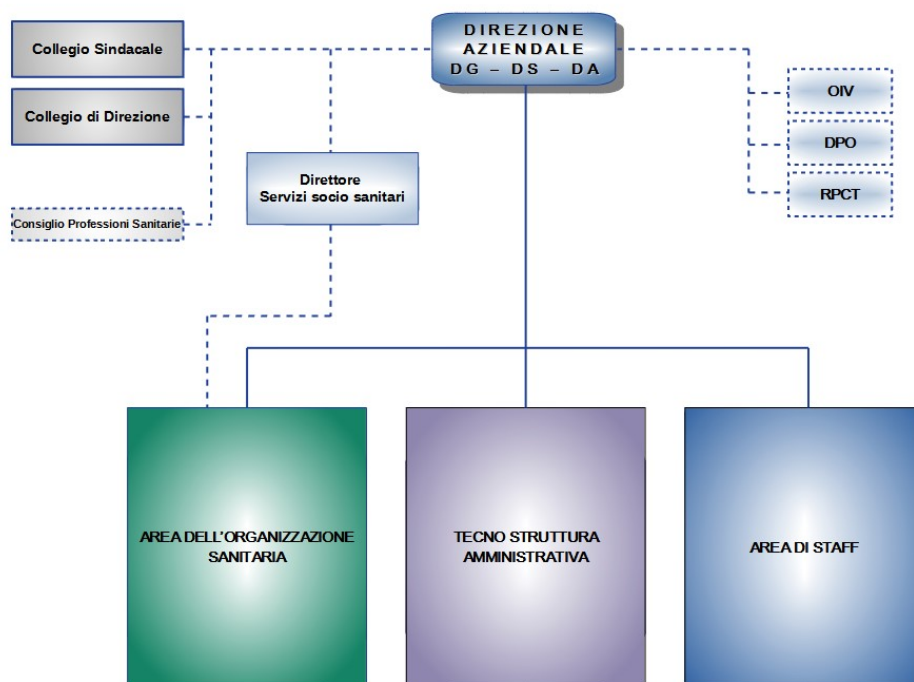 DIREZIONE
AZIENDALE
DG – DS – DA
Collegio Sindacale
Collegio di Direzione
Consiglio Professioni Sanitarie
Direttore
Servizi socio sanitari
OIV
DPO
RPCT
AREA DELL'ORGANIZZAZIONE
SANITARIA
TECNO STRUTTURA
AMMINISTRATIVA
AREA DI STAFF